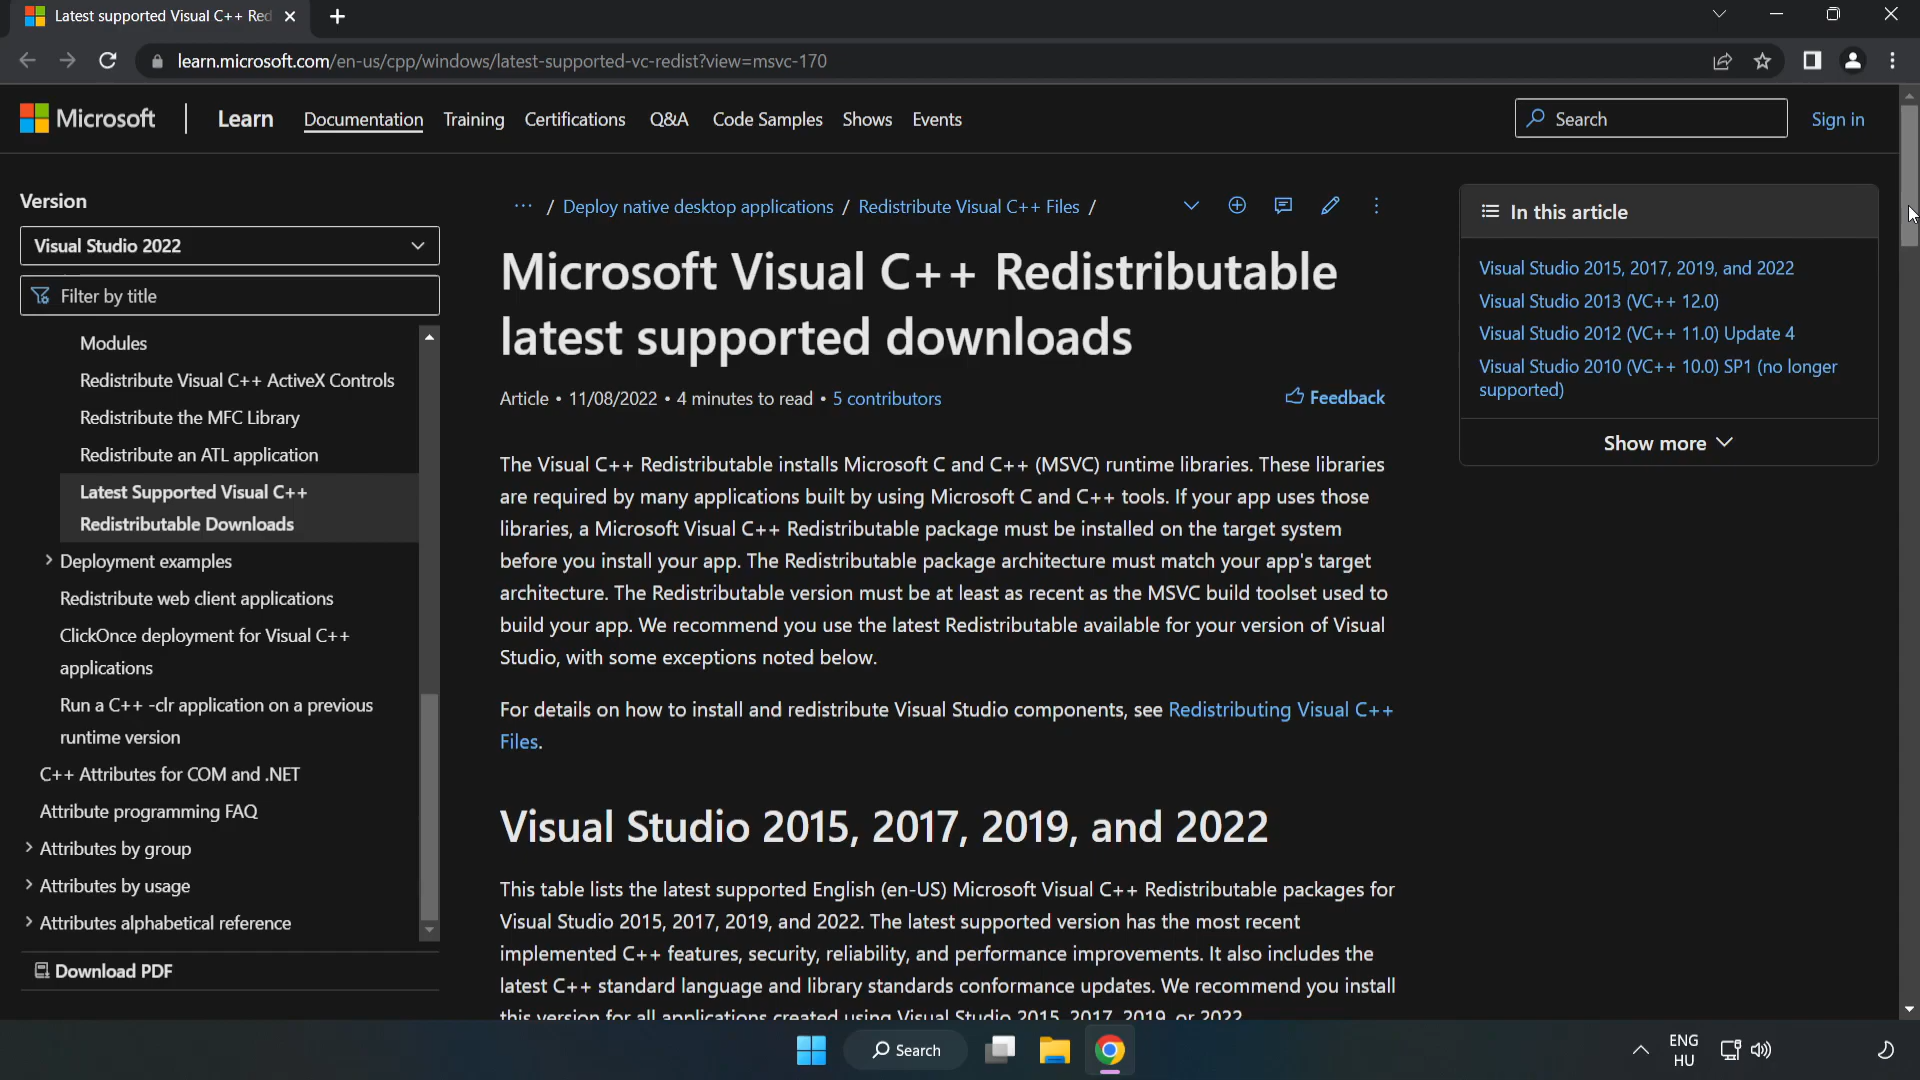 Latest supported Visual C++ Red
learn.microsoft.com/en-us/cpp/windows/latest-supported-vc-redist?view=msvc-170
Microsoft
Learn
Documentation
Training
Certifications
Q&A
Code Samples
Shows
Events
Search
Sign in
Version
Visual Studio 2022
Filter by title
Modules
Redistribute Visual C++ ActiveX Controls
Redistribute the MFC Library
Redistribute an ATL application
Latest Supported Visual C++
Redistributable Downloads
Deployment examples
Redistribute web client applications
ClickOnce deployment for Visual C++
applications
Run a C++ -clr application on a previous
runtime version
C++ Attributes for COM and .NET
Attribute programming FAQ
Attributes by group
Attributes by usage
Attributes alphabetical reference
Download PDF
··· / Deploy native desktop applications / Redistribute Visual C++ Files /
Microsoft Visual C++ Redistributable
latest supported downloads
Article • 11/08/2022 • 4 minutes to read • 5 contributors
Feedback
The Visual C++ Redistributable installs Microsoft C and C++ (MSVC) runtime libraries. These libraries
are required by many applications built by using Microsoft C and C++ tools. If your app uses those
libraries, a Microsoft Visual C++ Redistributable package must be installed on the target system
before you install your app. The Redistributable package architecture must match your app's target
architecture. The Redistributable version must be at least as recent as the MSVC build toolset used to
build your app. We recommend you use the latest Redistributable available for your version of Visual
Studio, with some exceptions noted below.
For details on how to install and redistribute Visual Studio components, see Redistributing Visual C++
Files.
Visual Studio 2015, 2017, 2019, and 2022
This table lists the latest supported English (en-US) Microsoft Visual C++ Redistributable packages for
Visual Studio 2015, 2017, 2019, and 2022. The latest supported version has the most recent
implemented C++ features, security, reliability, and performance improvements. It also includes the
latest C++ standard language and library standards conformance updates. We recommend you install
this version for all applications created using Visual Studio 2015, 2017, 2019, or 2022.
In this article
Visual Studio 2015, 2017, 2019, and 2022
Visual Studio 2013 (VC++ 12.0)
Visual Studio 2012 (VC++ 11.0) Update 4
Visual Studio 2010 (VC++ 10.0) SP1 (no longer
supported)
Show more
Search
ENG
HU